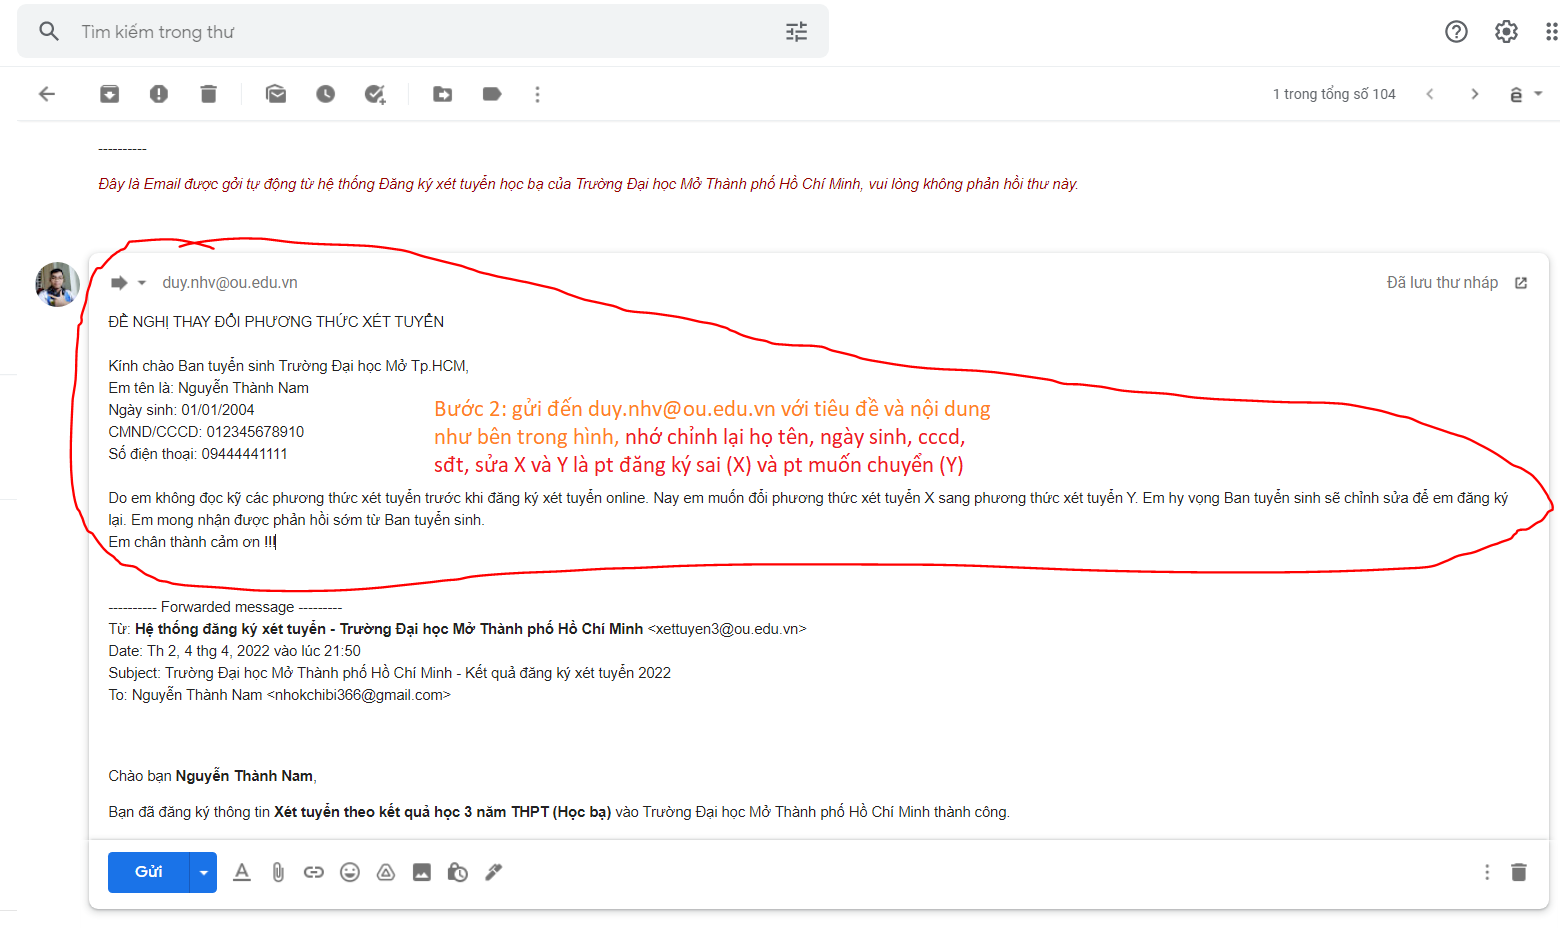 Tìm kiếm trong thư
1 trong tổng số 104
ê
----------
Đây là Email được gởi tự động từ hệ thống Đăng ký xét tuyển học bạ của Trường Đại học Mở Thành phố Hồ Chí Minh, vui lòng không phản hồi thư này.
duy.nhv@ou.edu.vn
Đã lưu thư nháp
ĐỀ NGHỊ THAY ĐỔI PHƯƠNG THỨC XÉT TUYỂN
Kính chào Ban tuyển sinh Trường Đại học Mở Tp.HCM,
Em tên là: Nguyễn Thành Nam
Ngày sinh: 01/01/2004
CMND/CCCD: 012345678910
Số điện thoại: 09444441111
Bước 2: gửi đến duy.nhv@ou.edu.vn với tiêu đề và nội dung
như bên trong hình, nhớ chỉnh lại họ tên, ngày sinh, cccd,
sđt, sửa X và Y là pt đăng ký sai (X) và pt muốn chuyển (Y)
Do em không đọc kỹ các phương thức xét tuyển trước khi đăng ký xét tuyển online. Nay em muốn đổi phương thức xét tuyển X sang phương thức xét tuyển Y. Em hy vọng Ban tuyển sinh sẽ chỉnh sửa để em đăng ký
lại. Em mong nhận được phản hồi sớm từ Ban tuyển sinh.
Em chân thành cảm ơn !!!
---------- Forwarded message ---------
Từ: Hệ thống đăng ký xét tuyển - Trường Đại học Mở Thành phố Hồ Chí Minh <xettuyen3@ou.edu.vn>
Date: Th 2, 4 thg 4, 2022 vào lúc 21:50
Subject: Trường Đại học Mở Thành phố Hồ Chí Minh - Kết quả đăng ký xét tuyển 2022
To: Nguyễn Thành Nam <nhokchibi366@gmail.com>
Chào bạn Nguyễn Thành Nam,
Bạn đã đăng ký thông tin Xét tuyển theo kết quả học 3 năm THPT (Học bạ) vào Trường Đại học Mở Thành phố Hồ Chí Minh thành công.
Gửi